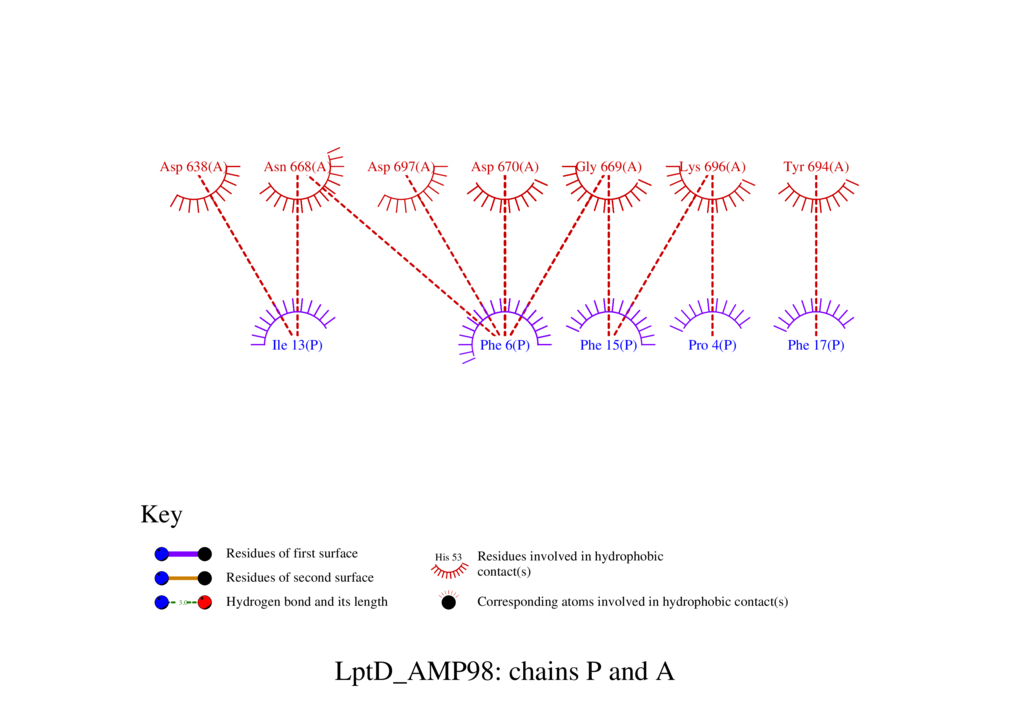 Asp 638(A) Asn 668(A) Asp 697(A) Asp 670(A) Gly 669(A) Lys 696(A) Tyr 694(A)
Ile 13(P) Phe 6(P) Phe 15(P) Pro 4(P) Phe 17(P)
Key
Residues of first surface
Residues of second surface
3.0 Hydrogen bond and its length
His 53 Residues involved in hydrophobic
contact(s)
Corresponding atoms involved in hydrophobic contact(s)
LptD_AMP98: chains P and A